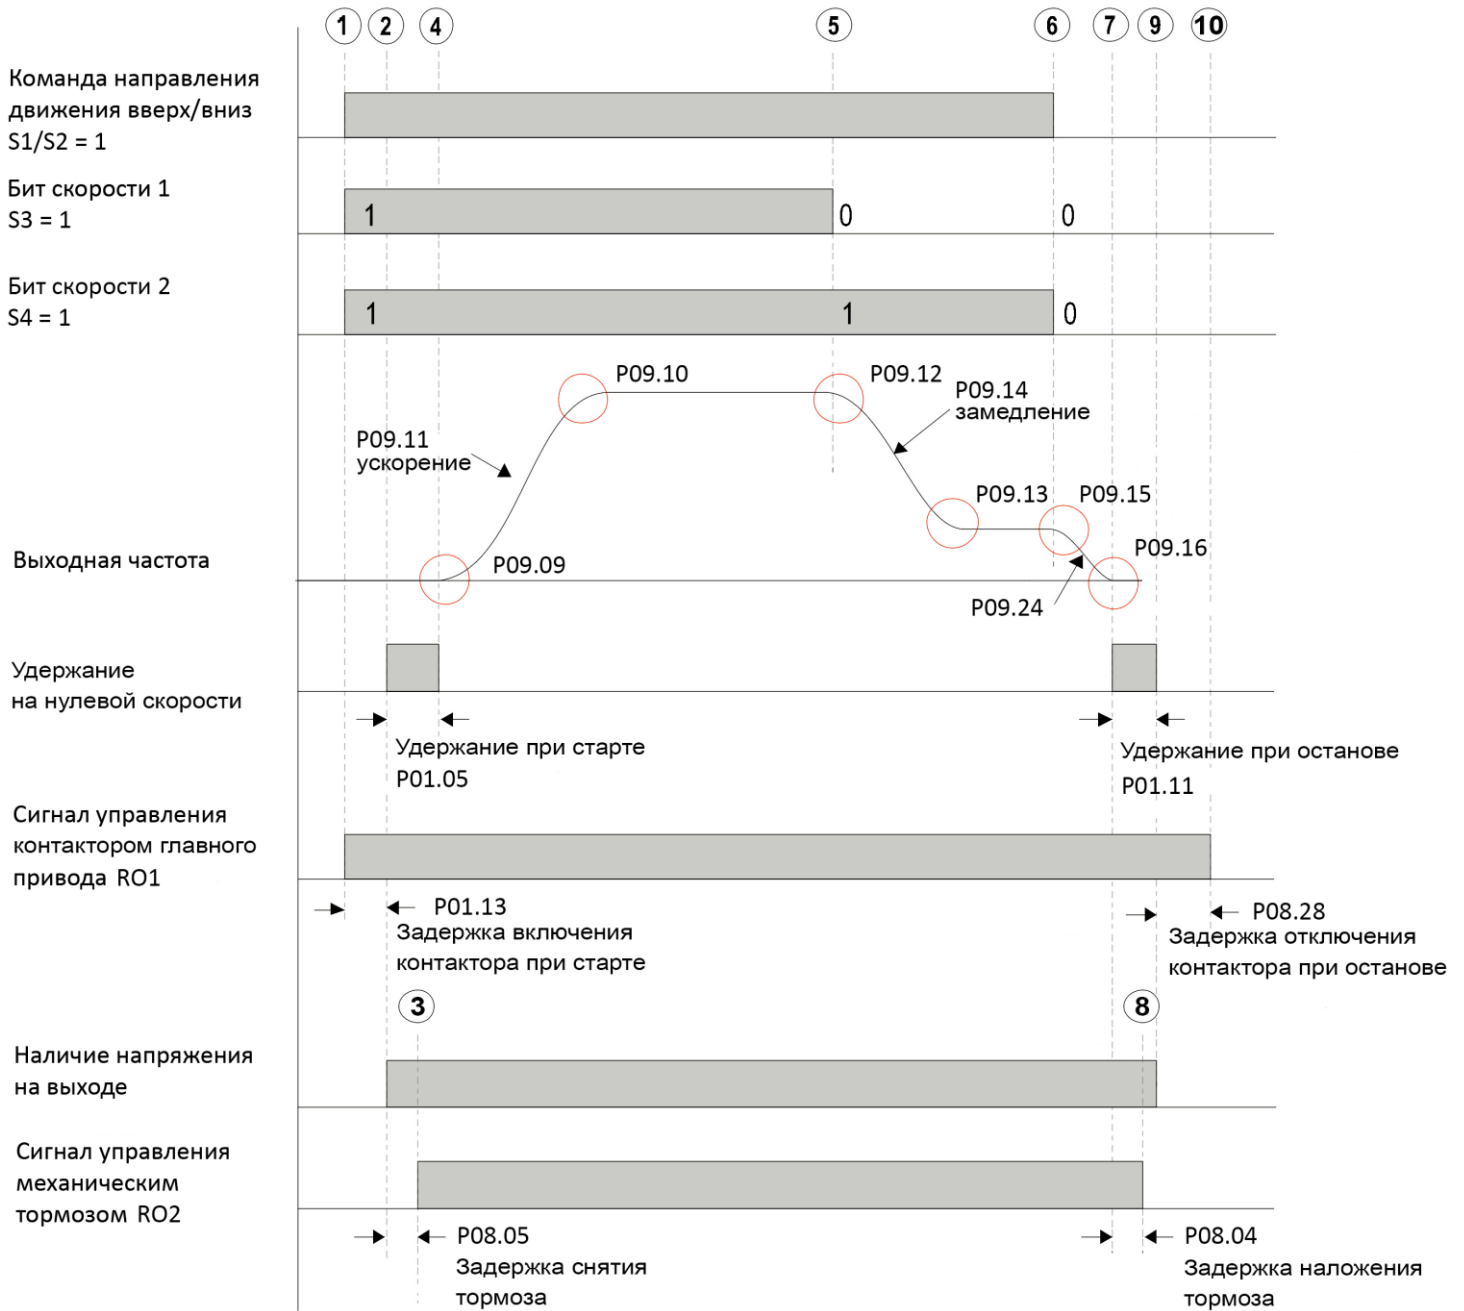 1 2 4 5 6 7 9 10
Команда направления
движения вверх/вниз
S1/S2 = 1
Бит скорости 1
S3 = 1
1 0 0
Бит скорости 2
S4 = 1
1 1 0
P09.10
P09.12
P09.14
замедление
P09.11
ускорение
P09.13
P09.15
P09.16
Выходная частота
P09.09
P09.24
Удержание
на нулевой скорости
Удержание при старте
P01.05
Удержание при останове
P01.11
Сигнал управления
контактором главного
привода RO1
P01.13
Задержка включения
контактора при старте
P08.28
Задержка отключения
контактора при останове
3 8
Наличие напряжения
на выходе
Сигнал управления
механическим
тормозом RO2
P08.05
Задержка снятия
тормоза
P08.04
Задержка наложения
тормоза